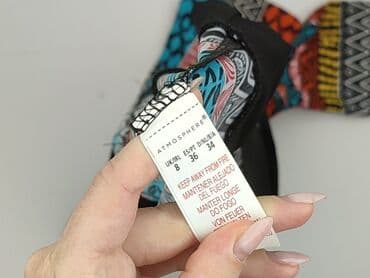 ATMOSPHERE®
UK/IRL ES/PT D/NL/B/A
8 36 34
KEEP AWAY FROM FIRE
MANTENER ALEJADO
DEL FUEGO
MANTER LONGE
DO FOGO
VON FEUER